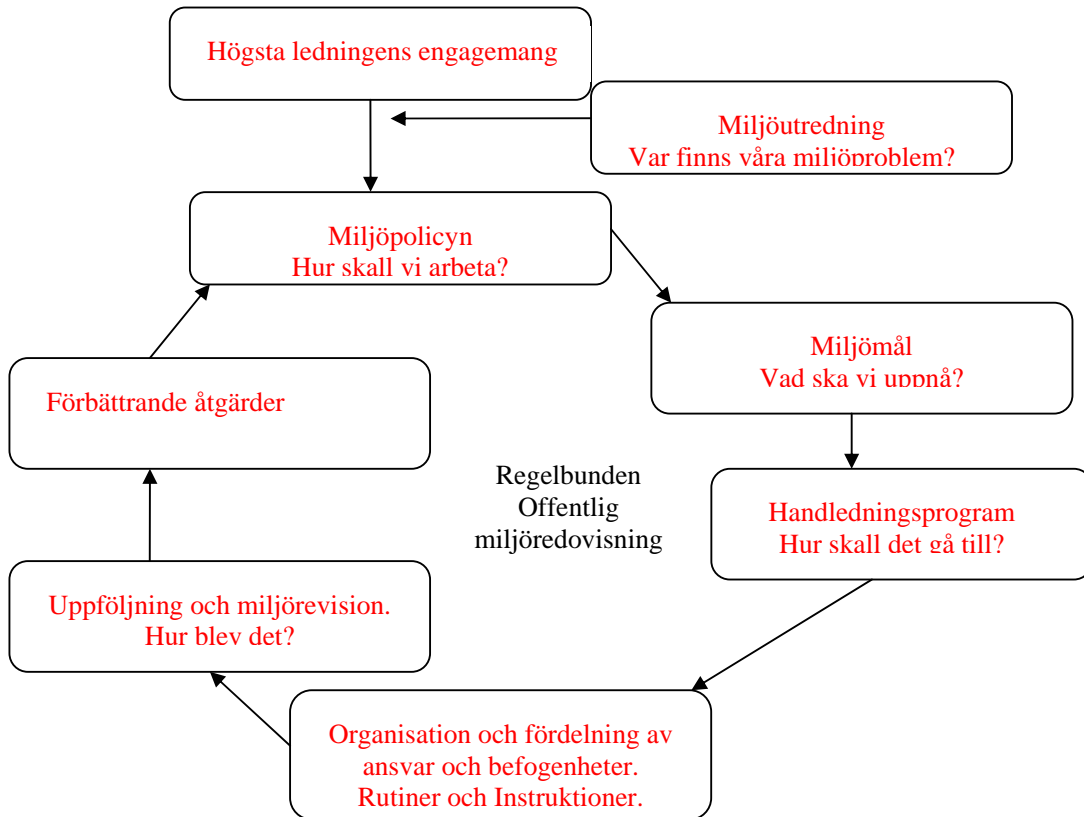 Högsta ledningens engagemang
Miljöutredning
Var finns våra miljöproblem?
Miljöpolicyn
Hur skall vi arbeta?
Miljömål
Vad ska vi uppnå?
Förbättrande åtgärder
Regelbunden
Offentlig
miljöredovisning
Handledningsprogram
Hur skall det gå till?
Uppföljning och miljörevision.
Hur blev det?
Organisation och fördelning av
ansvar och befogenheter.
Rutiner och Instruktioner.